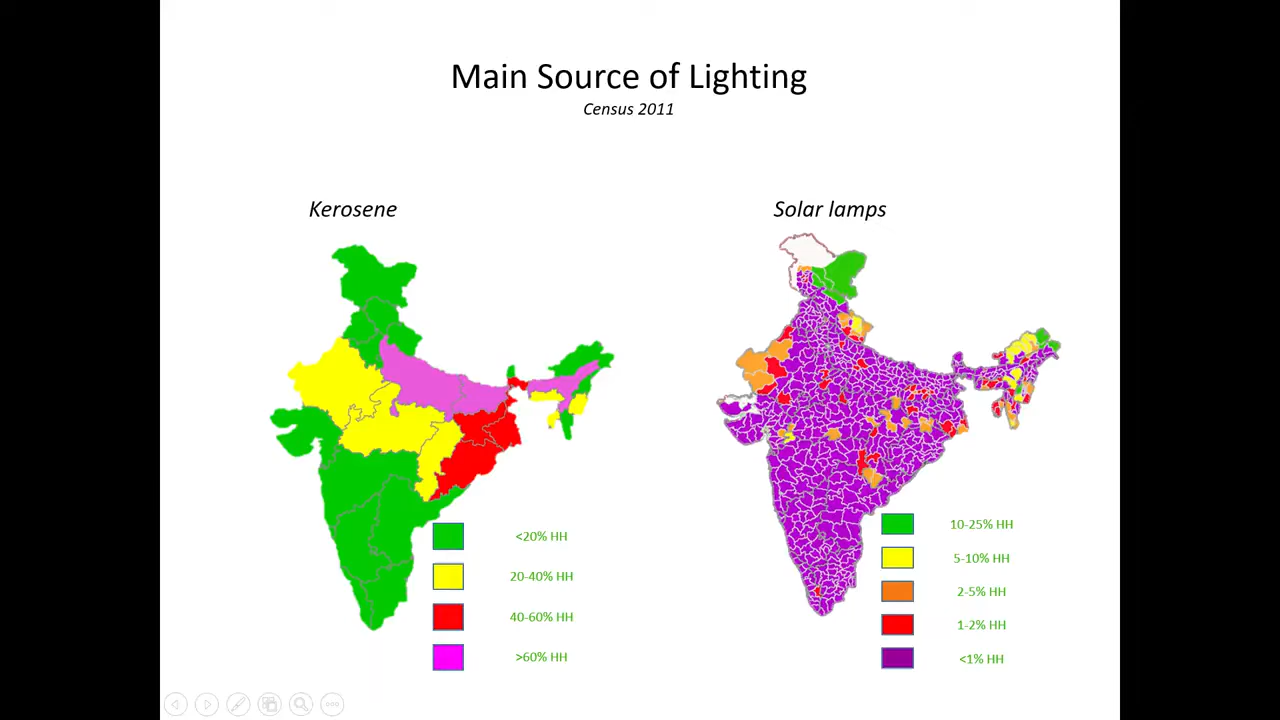 Main Source of Lighting
Census 2011
Kerosene
Solar lamps
<20% HH
20-40% HH
40-60% HH
>60% HH
10-25% HH
5-10% HH
2-5% HH
1-2% HH
<1% HH